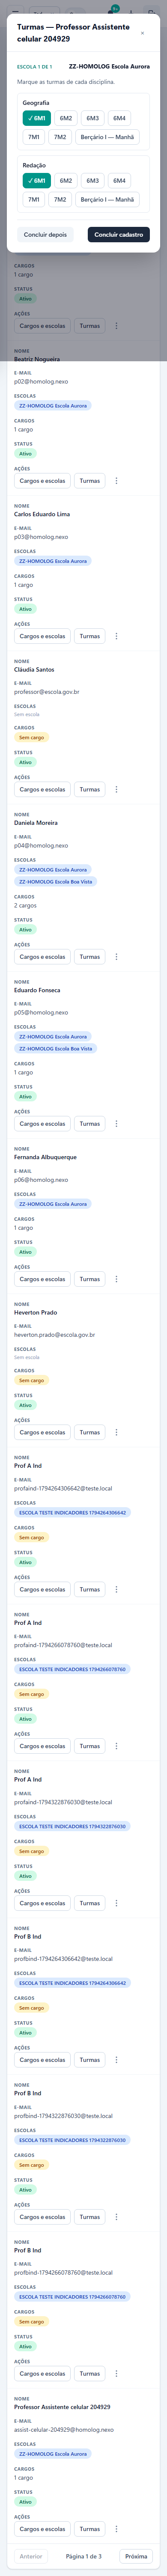 Turmas — Professor Assistente celular 204929
×
ESCOLA 1 DE 1
ZZ-HOMOLOG Escola Aurora
Marque as turmas de cada disciplina.
Geografia
✓ 6M1 6M2 6M3 6M4
7M1 7M2 Berçário I — Manhã
Redação
✓ 6M1 6M2 6M3 6M4
7M1 7M2 Berçário I — Manhã
Concluir depois Concluir cadastro
CARGOS
1 cargo
STATUS
Ativo
AÇÕES
Cargos e escolas Turmas ⋮
NOME
Beatriz Nogueira
E-MAIL
p02@homolog.nexo
ESCOLAS
ZZ-HOMOLOG Escola Aurora
CARGOS
1 cargo
STATUS
Ativo
AÇÕES
Cargos e escolas Turmas ⋮
NOME
Carlos Eduardo Lima
E-MAIL
p03@homolog.nexo
ESCOLAS
ZZ-HOMOLOG Escola Aurora
CARGOS
1 cargo
STATUS
Ativo
AÇÕES
Cargos e escolas Turmas ⋮
NOME
Cláudia Santos
E-MAIL
professor@escola.gov.br
ESCOLAS
Sem escola
CARGOS
Sem cargo
STATUS
Ativo
AÇÕES
Cargos e escolas Turmas ⋮
NOME
Daniela Moreira
E-MAIL
p04@homolog.nexo
ESCOLAS
ZZ-HOMOLOG Escola Aurora
ZZ-HOMOLOG Escola Boa Vista
CARGOS
2 cargos
STATUS
Ativo
AÇÕES
Cargos e escolas Turmas ⋮
NOME
Eduardo Fonseca
E-MAIL
p05@homolog.nexo
ESCOLAS
ZZ-HOMOLOG Escola Aurora
ZZ-HOMOLOG Escola Boa Vista
CARGOS
1 cargo
STATUS
Ativo
AÇÕES
Cargos e escolas Turmas ⋮
NOME
Fernanda Albuquerque
E-MAIL
p06@homolog.nexo
ESCOLAS
ZZ-HOMOLOG Escola Aurora
CARGOS
1 cargo
STATUS
Ativo
AÇÕES
Cargos e escolas Turmas ⋮
NOME
Heverton Prado
E-MAIL
heverton.prado@escola.gov.br
ESCOLAS
Sem escola
CARGOS
Sem cargo
STATUS
Ativo
AÇÕES
Cargos e escolas Turmas ⋮
NOME
Prof A Ind
E-MAIL
profaind-1794264306642@teste.local
ESCOLAS
ESCOLA TESTE INDICADORES 1794264306642
CARGOS
Sem cargo
STATUS
Ativo
AÇÕES
Cargos e escolas Turmas ⋮
NOME
Prof A Ind
E-MAIL
profaind-1794266078760@teste.local
ESCOLAS
ESCOLA TESTE INDICADORES 1794266078760
CARGOS
Sem cargo
STATUS
Ativo
AÇÕES
Cargos e escolas Turmas ⋮
NOME
Prof A Ind
E-MAIL
profaind-1794322876030@teste.local
ESCOLAS
ESCOLA TESTE INDICADORES 1794322876030
CARGOS
Sem cargo
STATUS
Ativo
AÇÕES
Cargos e escolas Turmas ⋮
NOME
Prof B Ind
E-MAIL
profbind-1794264306642@teste.local
ESCOLAS
ESCOLA TESTE INDICADORES 1794264306642
CARGOS
Sem cargo
STATUS
Ativo
AÇÕES
Cargos e escolas Turmas ⋮
NOME
Prof B Ind
E-MAIL
profbind-1794322876030@teste.local
ESCOLAS
ESCOLA TESTE INDICADORES 1794322876030
CARGOS
Sem cargo
STATUS
Ativo
AÇÕES
Cargos e escolas Turmas ⋮
NOME
Prof B Ind
E-MAIL
profbind-1794266078760@teste.local
ESCOLAS
ESCOLA TESTE INDICADORES 1794266078760
CARGOS
Sem cargo
STATUS
Ativo
AÇÕES
Cargos e escolas Turmas ⋮
NOME
Professor Assistente celular 204929
E-MAIL
assist-celular-204929@homolog.nexo
ESCOLAS
ZZ-HOMOLOG Escola Aurora
CARGOS
1 cargo
STATUS
Ativo
AÇÕES
Cargos e escolas Turmas ⋮
Anterior Página 1 de 3 Próxima